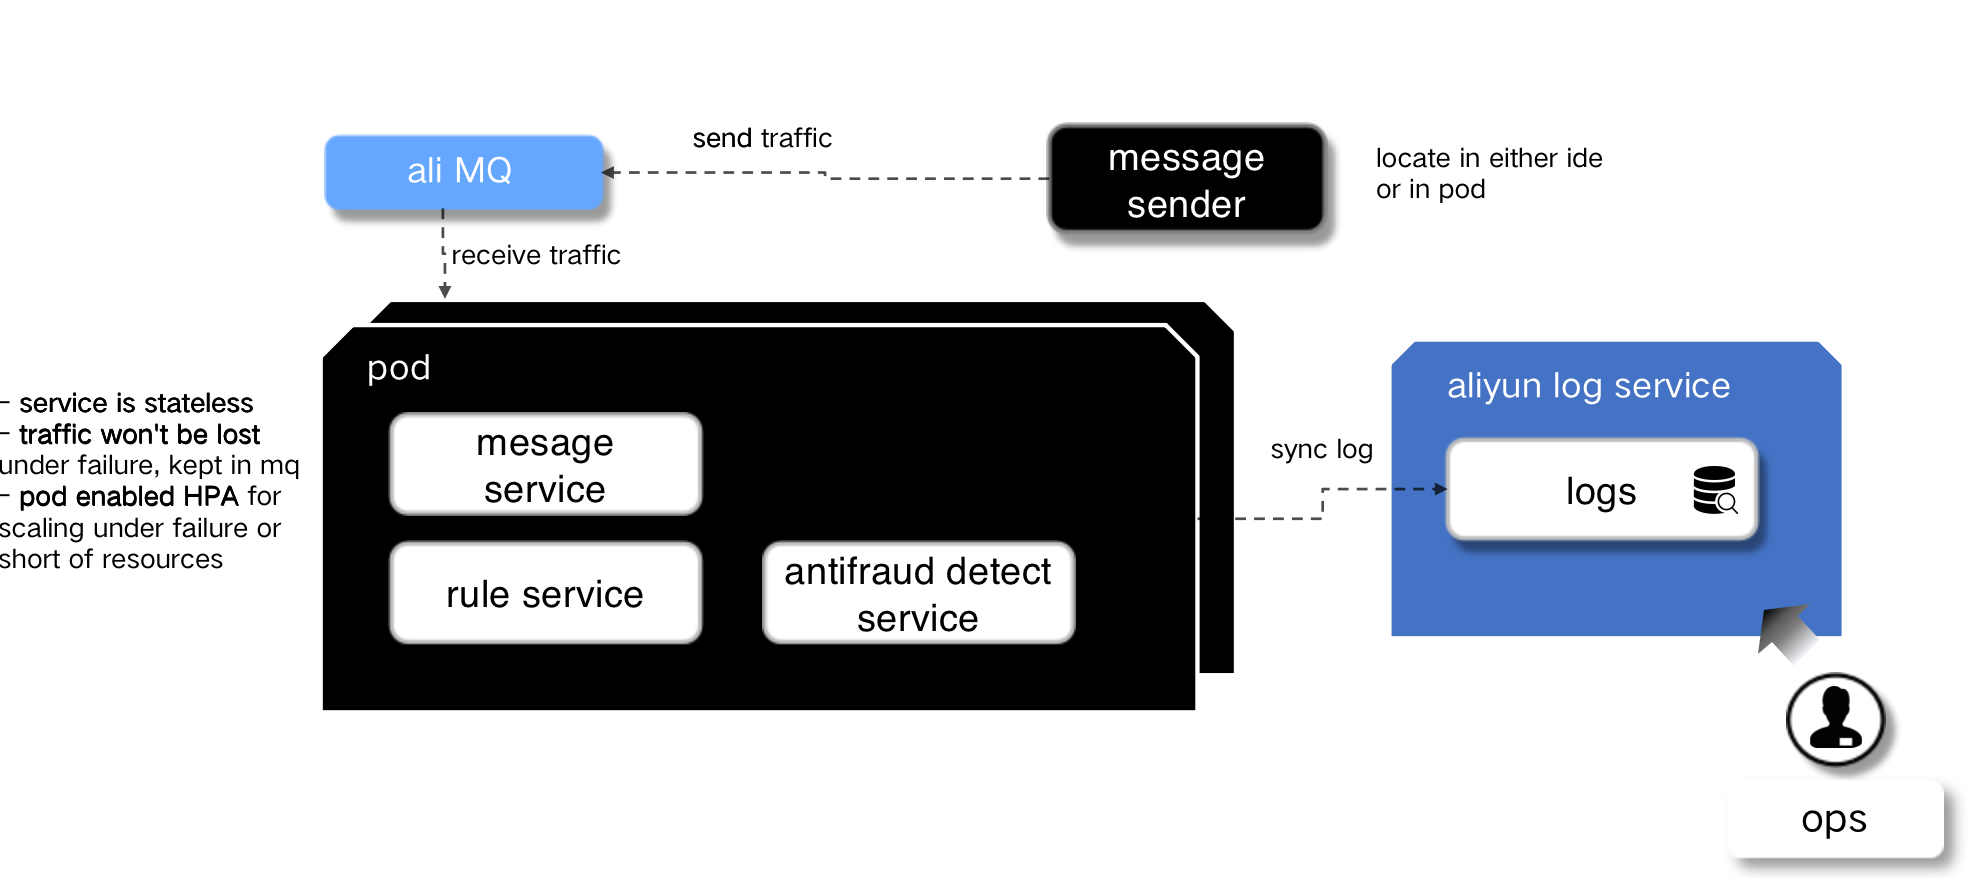 send traffic
ali MQ
message
sender
locate in either ide
or in pod
receive traffic
pod
- service is stateless
- traffic won't be lost
under failure, kept in mq
- pod enabled HPA for
scaling under failure or
short of resources
mesage
service
rule service
antifraud detect
service
sync log
aliyun log service
logs
ops